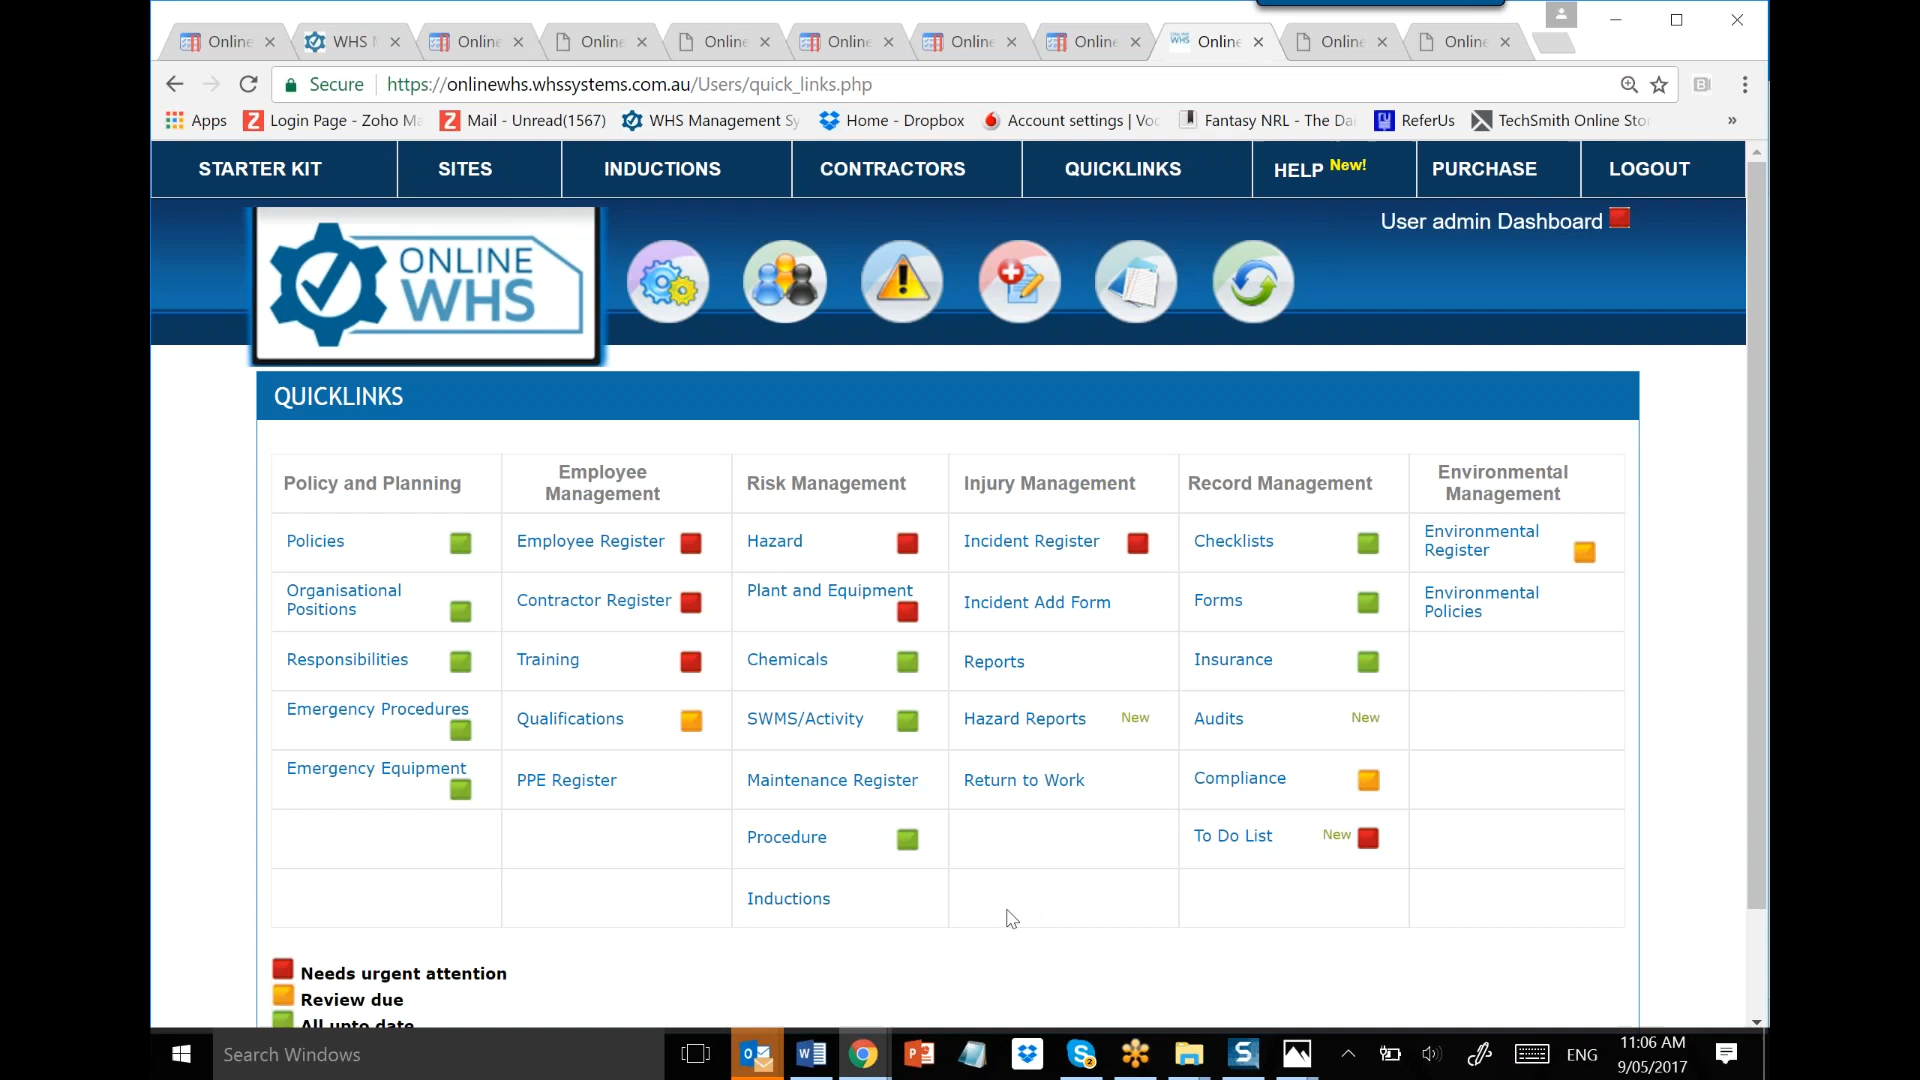 Online
WHS
Online
Online
Online
Online
Online
Online
Online
Online
Online
Secure
https://onlinewhs.whssystems.com.au/Users/quick_links.php
Apps
Login Page - Zoho Ma
Mail - Unread(1567)
WHS Management Sy
Home - Dropbox
Account settings | Voc
Fantasy NRL - The Dai
ReferUs
TechSmith Online Stor
»
STARTER KIT
SITES
INDUCTIONS
CONTRACTORS
QUICKLINKS
HELP New!
PURCHASE
LOGOUT
User admin Dashboard
ONLINE
WHS
QUICKLINKS
Policy and Planning
Employee
Management
Risk Management
Injury Management
Record Management
Environmental
Management
Policies
Employee Register
Hazard
Incident Register
Checklists
Environmental
Register
Organisational
Positions
Contractor Register
Plant and Equipment
Incident Add Form
Forms
Environmental
Policies
Responsibilities
Training
Chemicals
Reports
Insurance
Emergency Procedures
Qualifications
SWMS/Activity
Hazard Reports New
Audits New
Emergency Equipment
PPE Register
Maintenance Register
Return to Work
Compliance
Procedure
To Do List New
Inductions
Needs urgent attention
Review due
All upto date
Search Windows
ENG
11:06 AM
9/05/2017